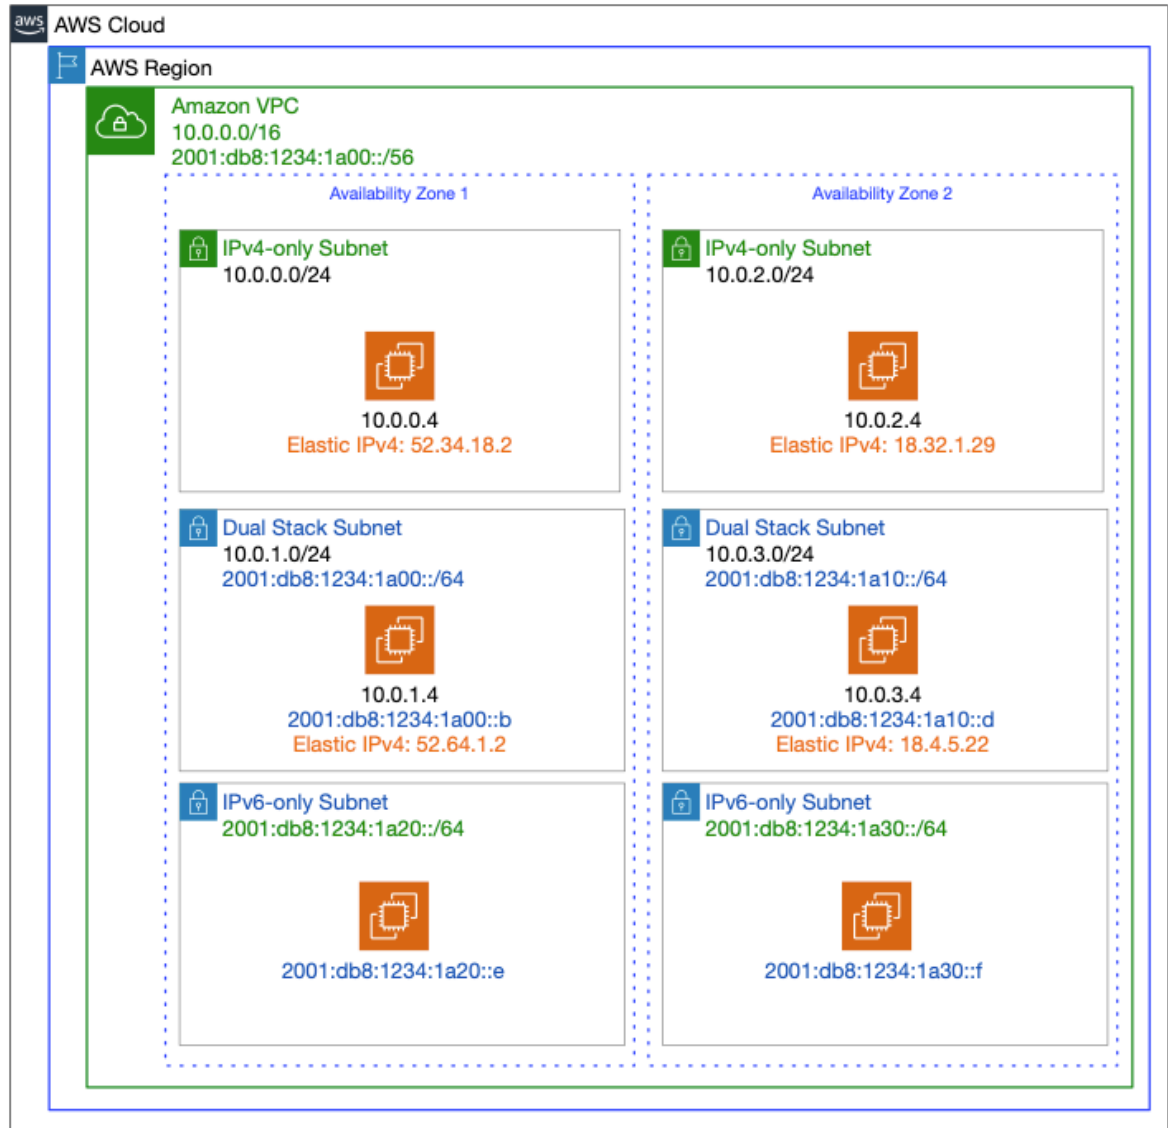 aws
AWS Cloud
AWS Region
Amazon VPC
10.0.0.0/16
2001:db8:1234:1a00::/56
Availability Zone 1
IPv4-only Subnet
10.0.0.0/24
10.0.0.4
Elastic IPv4: 52.34.18.2
Dual Stack Subnet
10.0.1.0/24
2001:db8:1234:1a00::/64
10.0.1.4
2001:db8:1234:1a00::b
Elastic IPv4: 52.64.1.2
IPv6-only Subnet
2001:db8:1234:1a20::/64
2001:db8:1234:1a20::e
Availability Zone 2
IPv4-only Subnet
10.0.2.0/24
10.0.2.4
Elastic IPv4: 18.32.1.29
Dual Stack Subnet
10.0.3.0/24
2001:db8:1234:1a10::/64
10.0.3.4
2001:db8:1234:1a10::d
Elastic IPv4: 18.4.5.22
IPv6-only Subnet
2001:db8:1234:1a30::/64
2001:db8:1234:1a30::f